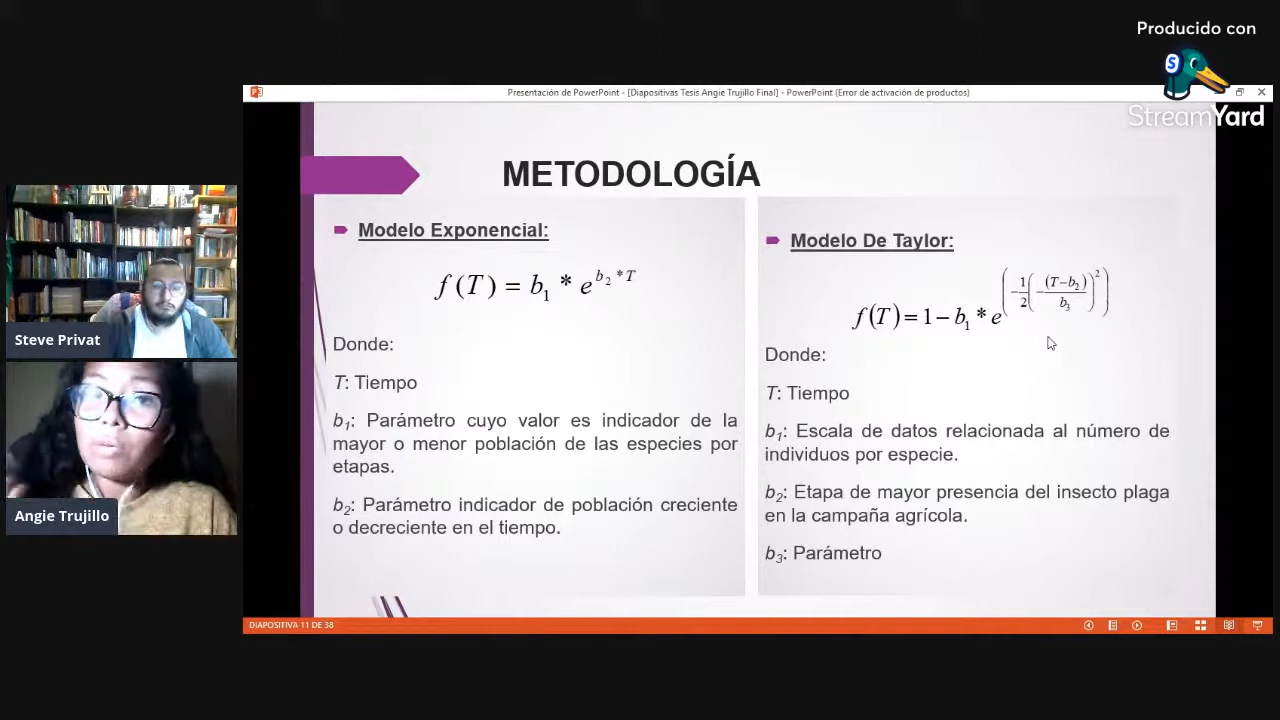 Producido con
StreamYard
Presentación de PowerPoint - [Diapositivas Tesis Angie Trujillo Final] - PowerPoint (Error de activación de productos)
METODOLOGÍA
Modelo Exponencial:
f(T) = b₁ * e^(b₂*T)
Donde:
T: Tiempo
b₁: Parámetro cuyo valor es indicador de la
mayor o menor población de las especies por
etapas.
b₂: Parámetro indicador de población creciente
o decreciente en el tiempo.
Modelo De Taylor:
f(T) = 1 − b₁ * e^(−1/2(−(T−b₂)/b₃)²)
Donde:
T: Tiempo
b₁: Escala de datos relacionada al número de
individuos por especie.
b₂: Etapa de mayor presencia del insecto plaga
en la campaña agrícola.
b₃: Parámetro
Steve Privat
Angie Trujillo
DIAPOSITIVA 11 DE 38